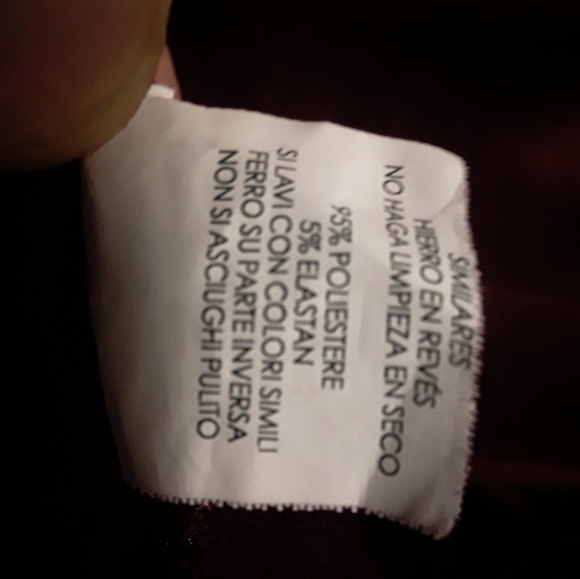 SIMILARES
HIERRO EN REVÉS
NO HAGA LIMPIEZA EN SECO
95% POLIESTERE
5% ELASTAN
SI LAVI CON COLORI SIMILI
FERRO SU PARTE INVERSA
NON SI ASCIUGHI PULITO